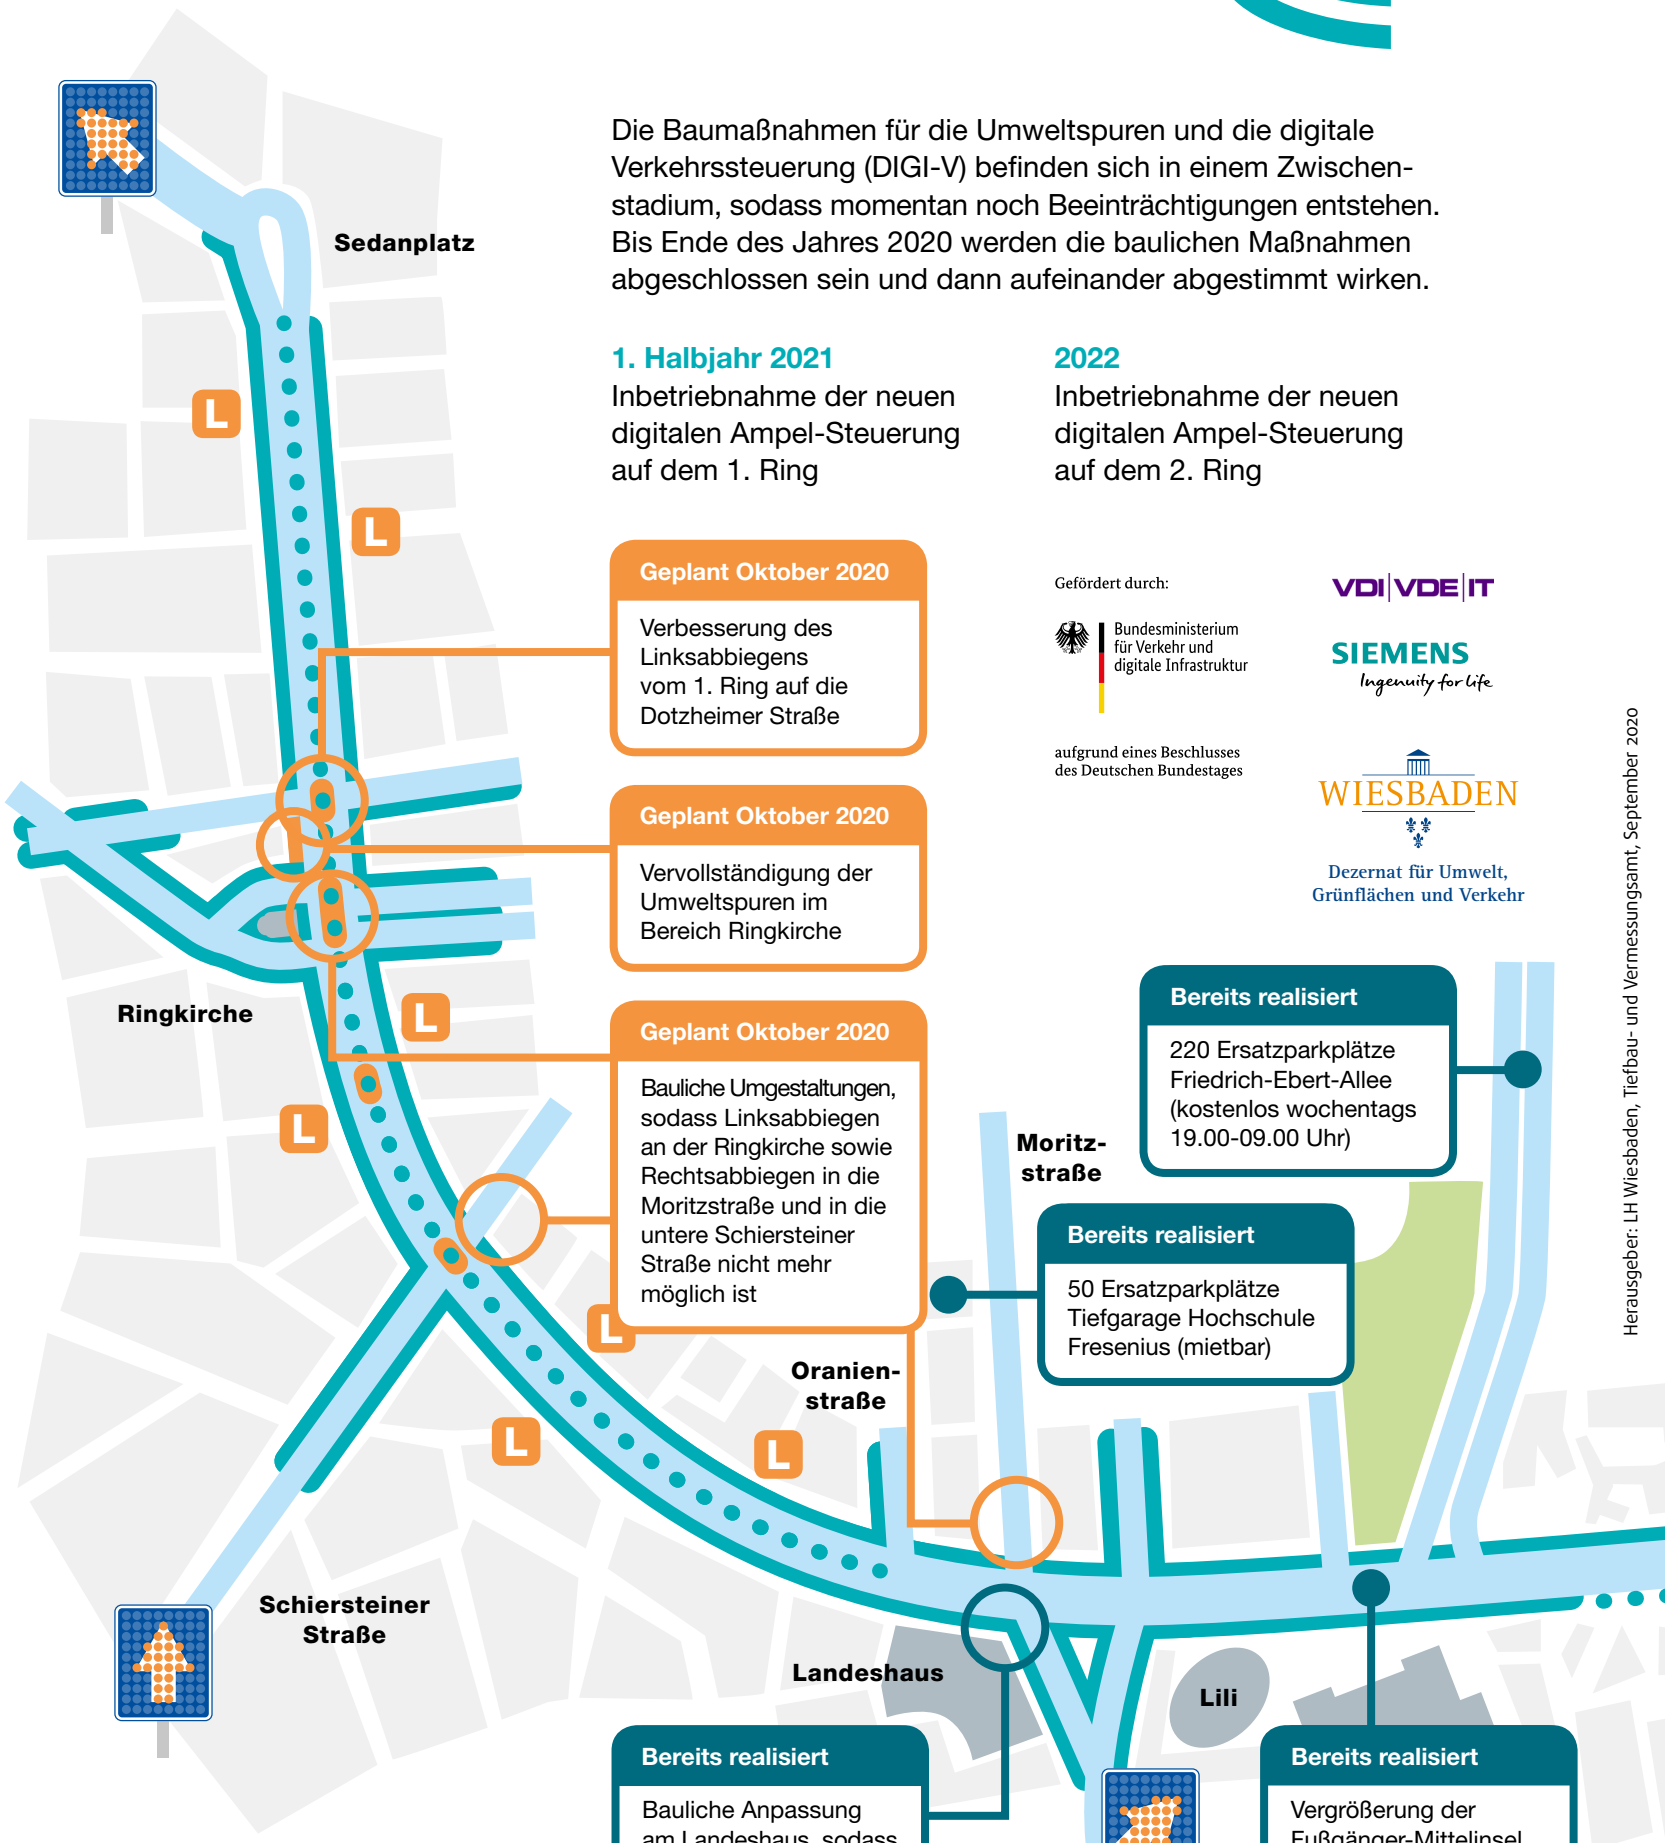 Die Baumaßnahmen für die Umweltspuren und die digitale
Verkehrssteuerung (DIGI-V) befinden sich in einem Zwischen-
stadium, sodass momentan noch Beeinträchtigungen entstehen.
Bis Ende des Jahres 2020 werden die baulichen Maßnahmen
abgeschlossen sein und dann aufeinander abgestimmt wirken.
Sedanplatz
1. Halbjahr 2021
Inbetriebnahme der neuen
digitalen Ampel-Steuerung
auf dem 1. Ring
2022
Inbetriebnahme der neuen
digitalen Ampel-Steuerung
auf dem 2. Ring
L
L
Geplant Oktober 2020
Verbesserung des
Linksabbiegens
vom 1. Ring auf die
Dotzheimer Straße
Gefördert durch:
Bundesministerium
für Verkehr und
digitale Infrastruktur
aufgrund eines Beschlusses
des Deutschen Bundestages
VDI|VDE|IT
SIEMENS
Ingenuity for life
WIESBADEN
Dezernat für Umwelt,
Grünflächen und Verkehr
Herausgeber: LH Wiesbaden, Tiefbau- und Vermessungsamt, September 2020
Geplant Oktober 2020
Vervollständigung der
Umweltspuren im
Bereich Ringkirche
Ringkirche
L
L
Geplant Oktober 2020
Bauliche Umgestaltungen,
sodass Linksabbiegen
an der Ringkirche sowie
Rechtsabbiegen in die
Moritzstraße und in die
untere Schiersteiner
Straße nicht mehr
möglich ist
Bereits realisiert
220 Ersatzparkplätze
Friedrich-Ebert-Allee
(kostenlos wochentags
19.00-09.00 Uhr)
Moritz-
straße
Bereits realisiert
50 Ersatzparkplätze
Tiefgarage Hochschule
Fresenius (mietbar)
L
Oranien-
straße
L
L
Schiersteiner
Straße
Landeshaus
Lili
Bereits realisiert
Bauliche Anpassung
am Landeshaus, sodass
Bereits realisiert
Vergrößerung der
Fußgänger-Mittelinsel